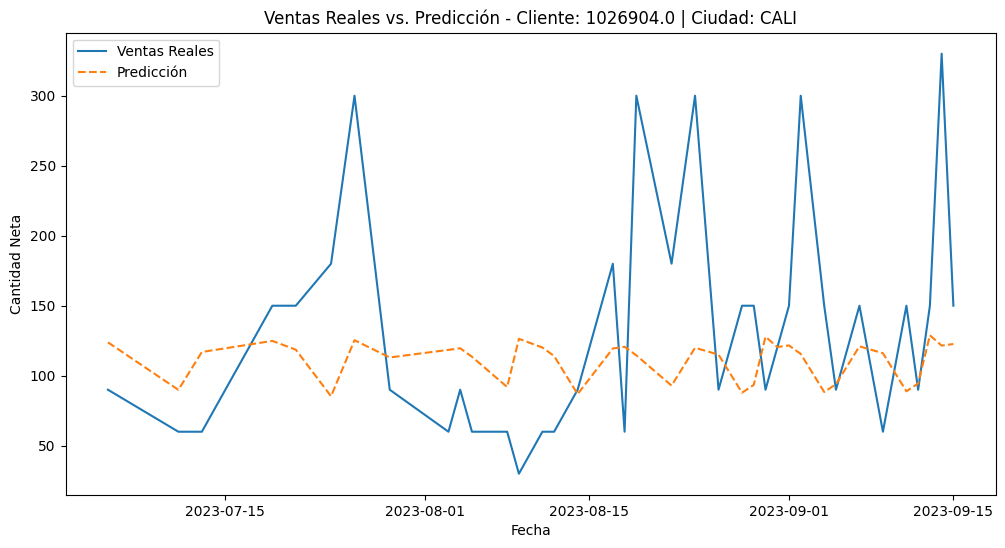 Ventas Reales vs. Predicción - Cliente: 1026904.0 | Ciudad: CALI
Ventas Reales
Predicción
Cantidad Neta
300
250
200
150
100
50
2023-07-15
2023-08-01
2023-08-15
2023-09-01
2023-09-15
Fecha